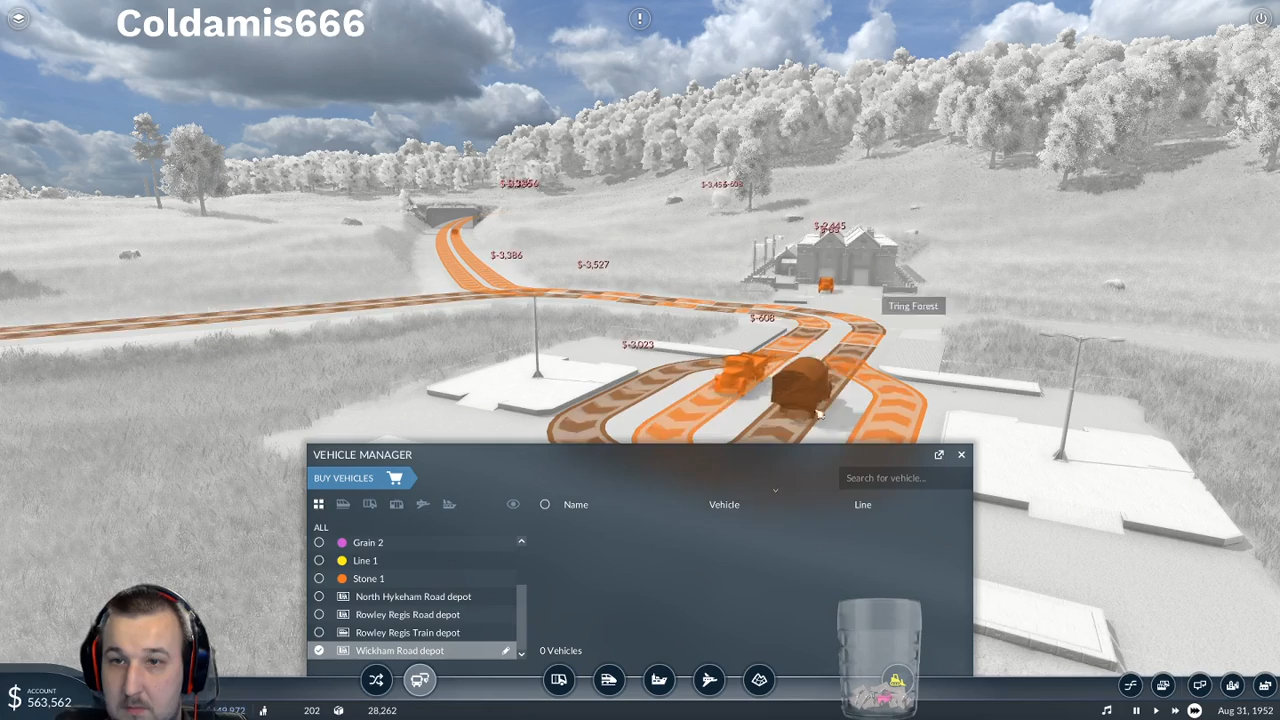 Coldamis666
$-3,527
$-3,386
Tring Forest
$-608
$-3,023
VEHICLE MANAGER
BUY VEHICLES
Search for vehicle...
Name
Vehicle
Line
ALL
Grain 2
Line 1
Stone 1
North Hykeham Road depot
Rowley Regis Road depot
Rowley Regis Train depot
Wickham Road depot
0 Vehicles
$ ACCOUNT
563,562
202
28,262
Aug 31, 1952